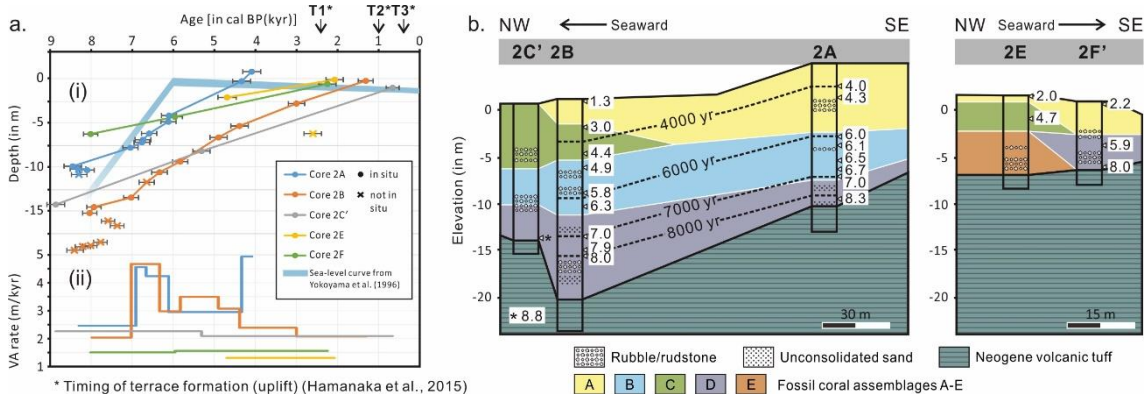 a.
Age [in cal BP(kyr)]
T1* T2* T3*
9 8 7 6 5 4 3 2 1 0
Depth (in m)
0
-5
-10
-15
(i)
Core 2A
Core 2B
Core 2C’
Core 2E
Core 2F
in situ
not in situ
Sea-level curve from
Yokoyama et al. [1996]
VA rate (m/kyr)
5
4
3
2
1
(ii)
* Timing of terrace formation (uplift) (Hamanaka et al., 2015)
b.
NW Seaward SE
2C’ 2B 2A
Elevation (in m)
0
-5
-10
-15
-20
1.3
3.0
4.4
4.9
5.8
6.3
7.0
7.9
8.0
*
4000 yr
6000 yr
7000 yr
8000 yr
4.0
4.3
6.0
6.1
6.5
6.7
7.0
8.3
* 8.8
30 m
NW Seaward SE
2E 2F’
0
-5
-10
-15
-20
2.0
4.7
2.2
5.9
8.0
15 m
Rubble/rudstone Unconsolidated sand Neogene volcanic tuff
A B C D E Fossil coral assemblages A-E